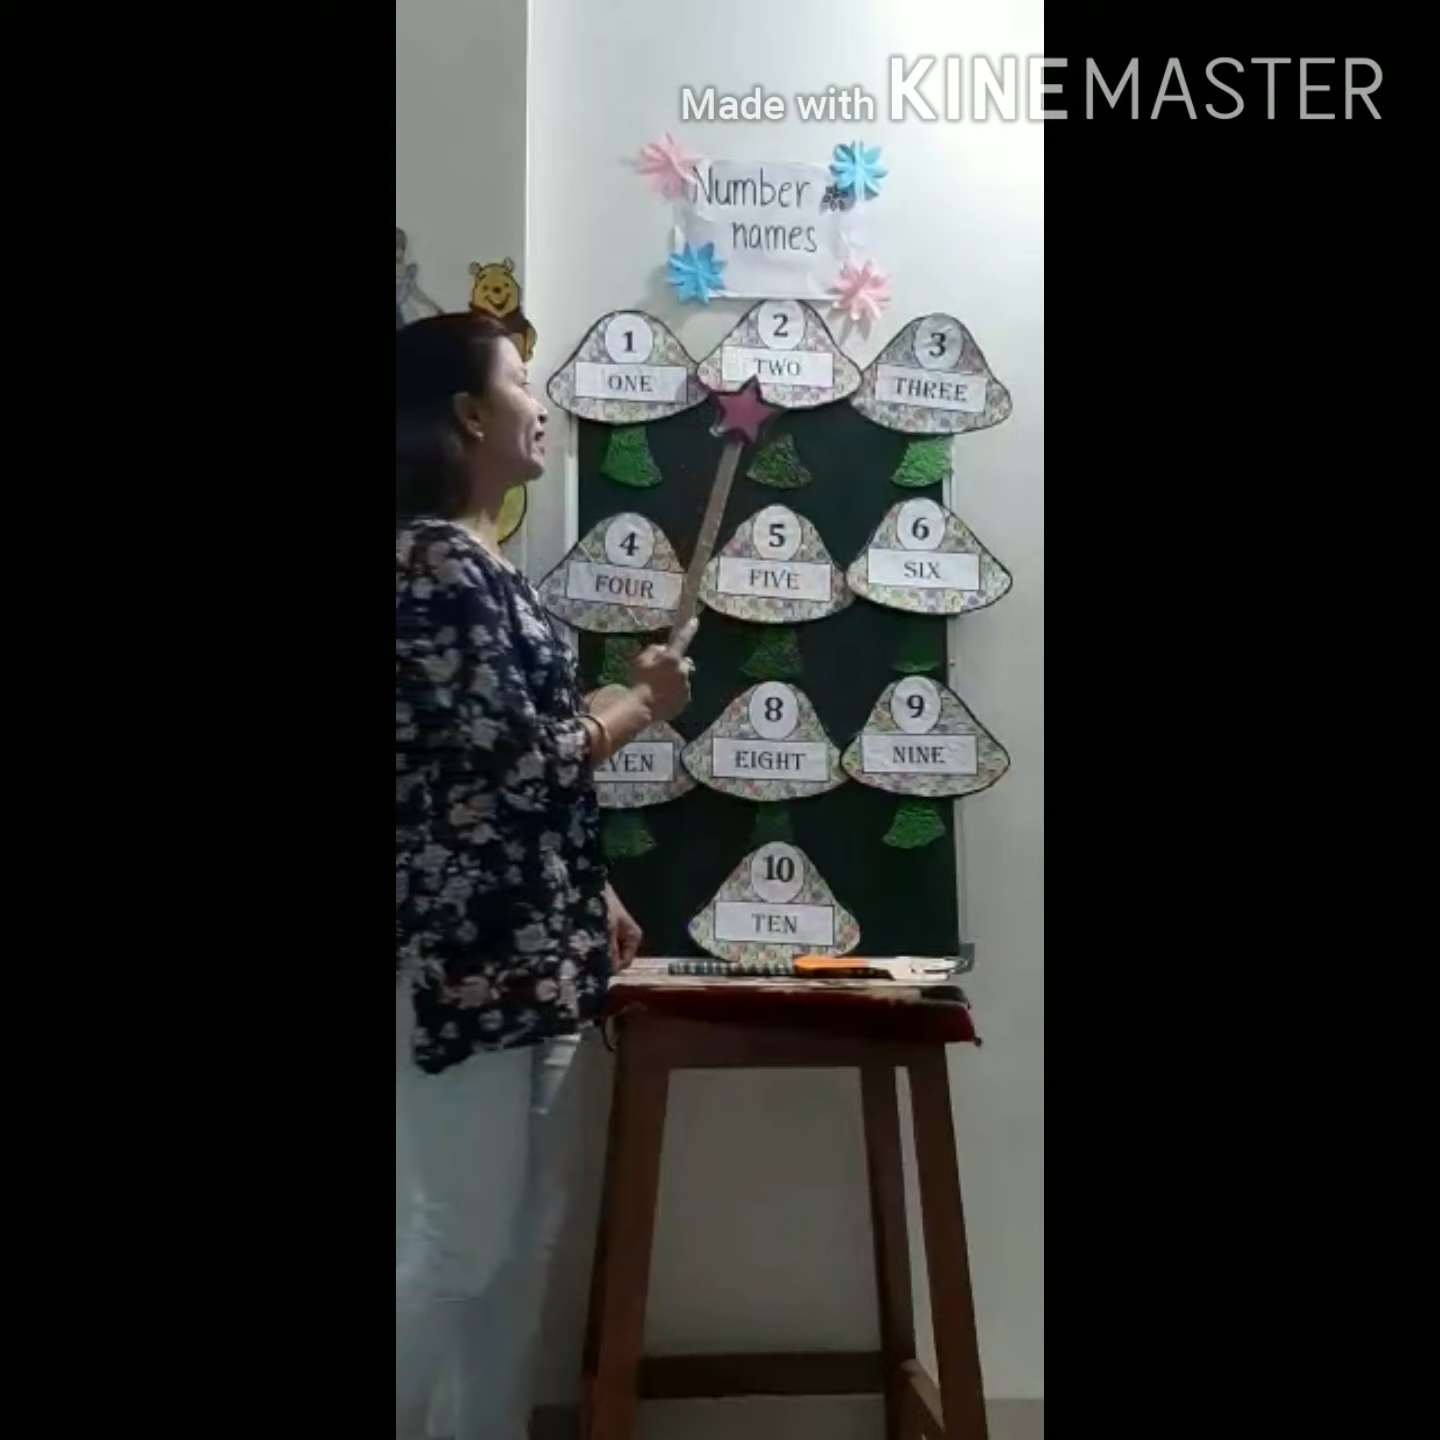 Made with KINEMASTER
Number
names
1
ONE
2
TWO
3
THREE
4
FOUR
5
FIVE
6
SIX
8
EIGHT
9
NINE
10
TEN